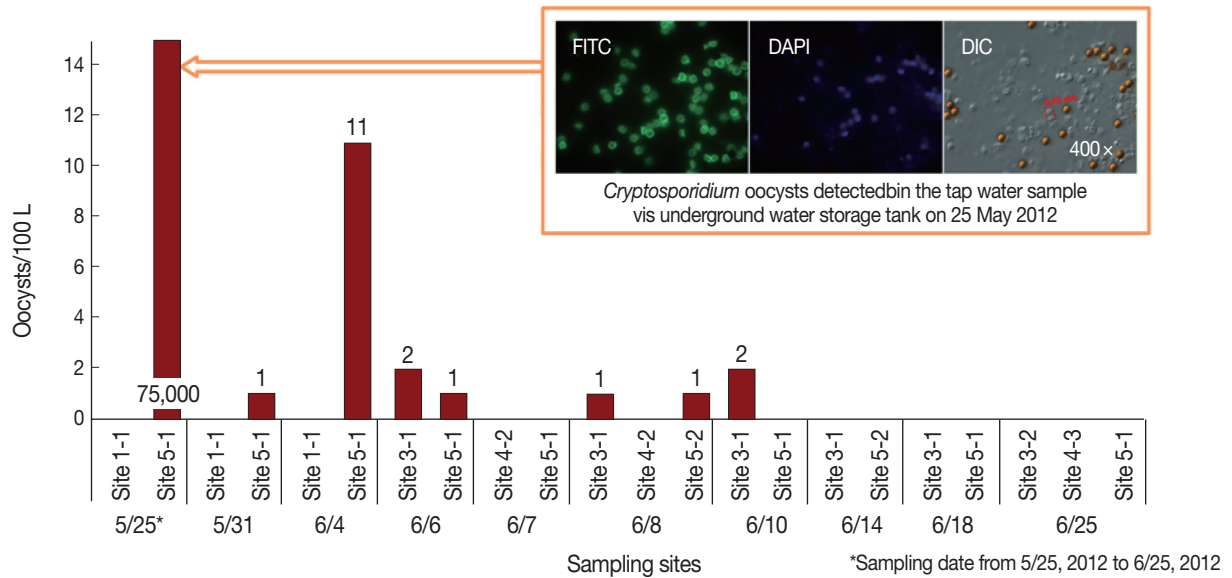 FITC
DAPI
DIC
400 ×
Cryptosporidium oocysts detectedbin the tap water sample
vis underground water storage tank on 25 May 2012
Oocysts/100 L
14
12
10
8
6
4
2
0
75,000
1
11
2
1
1
1
2
Site 1-1
Site 5-1
Site 1-1
Site 5-1
Site 1-1
Site 5-1
Site 3-1
Site 5-1
Site 4-2
Site 5-1
Site 3-1
Site 4-2
Site 5-2
Site 3-1
Site 5-1
Site 3-1
Site 5-2
Site 3-1
Site 5-1
Site 3-2
Site 4-3
Site 5-1
5/25*
5/31
6/4
6/6
6/7
6/8
6/10
6/14
6/18
6/25
Sampling sites
*Sampling date from 5/25, 2012 to 6/25, 2012